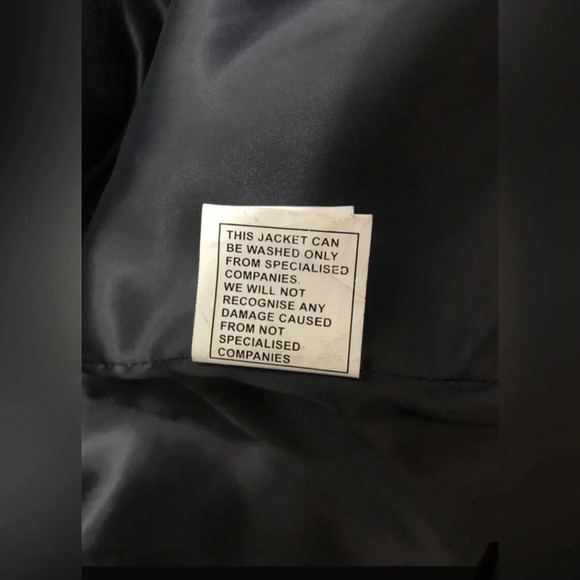 THIS JACKET CAN
BE WASHED ONLY
FROM SPECIALISED
COMPANIES.
WE WILL NOT
RECOGNISE ANY
DAMAGE CAUSED
FROM NOT
SPECIALISED
COMPANIES